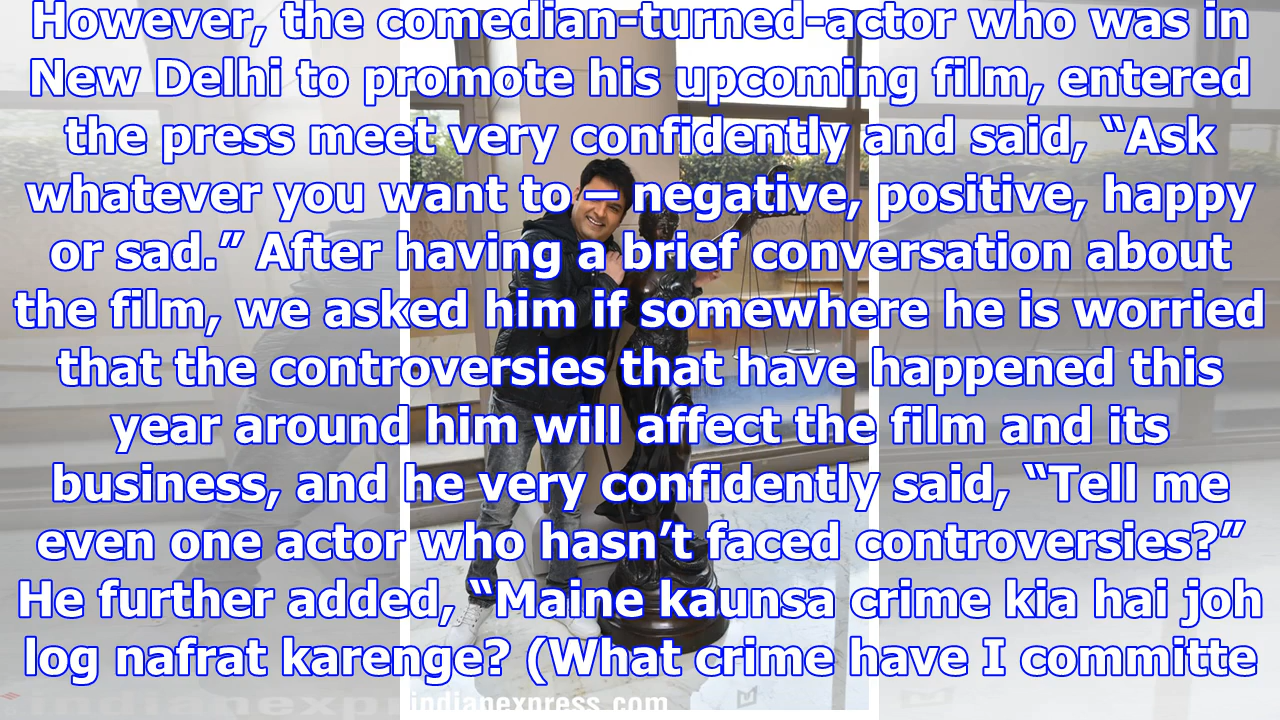 However, the comedian-turned-actor who was in
New Delhi to promote his upcoming film, entered
the press meet very confidently and said, “Ask
whatever you want to – negative, positive, happy
or sad.” After having a brief conversation about
the film, we asked him if somewhere he is worried
that the controversies that have happened this
year around him will affect the film and its
business, and he very confidently said, “Tell me
even one actor who hasn’t faced controversies?”
He further added, “Maine kaunsa crime kia hai joh
log nafrat karenge? (What crime have I committe
indianexpress.com